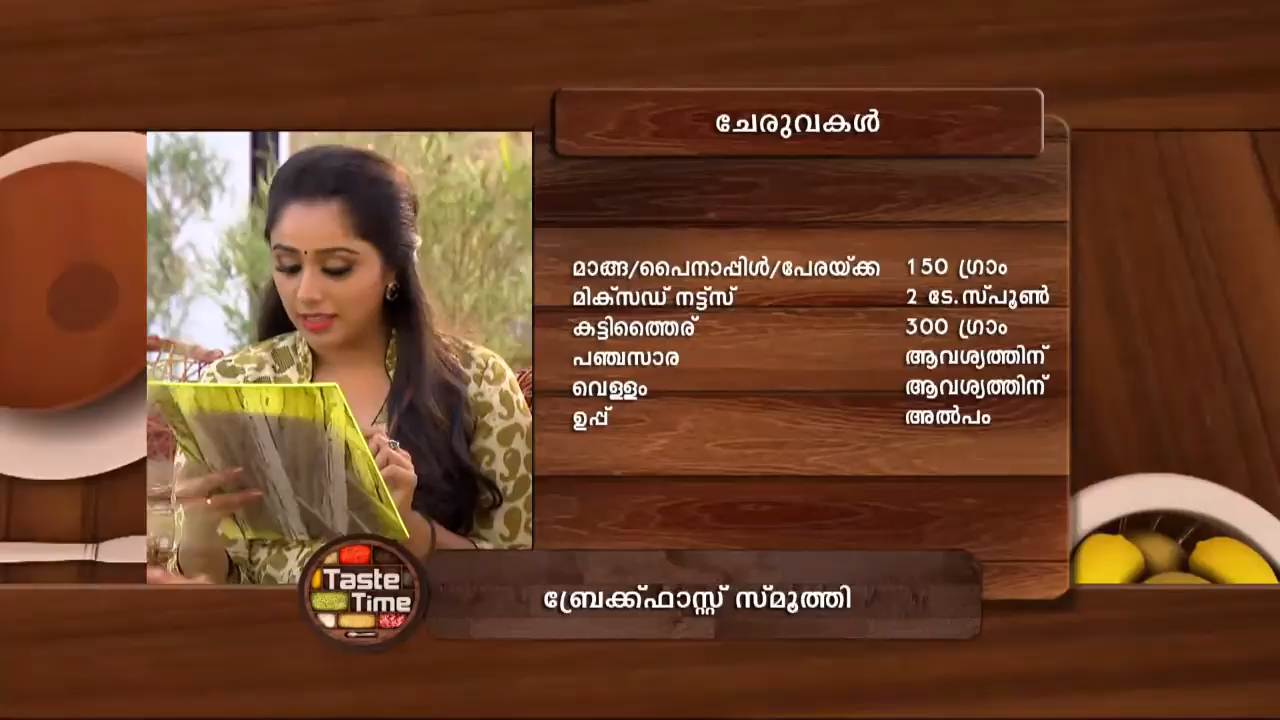 ചേരുവകൾ
മാങ്ങ/പൈനാപ്പിൾ/പേരയ്ക്ക 150 ഗ്രാം
മിക്സഡ് നട്ട്സ് 2 ടേ.സ്പൂൺ
കട്ടിത്തൈര് 300 ഗ്രാം
പഞ്ചസാര ആവശ്യത്തിന്
വെള്ളം ആവശ്യത്തിന്
ഉപ്പ് അൽപം
Taste
Time
ബ്രേക്ക്ഫാസ്റ്റ് സ്മൂത്തി